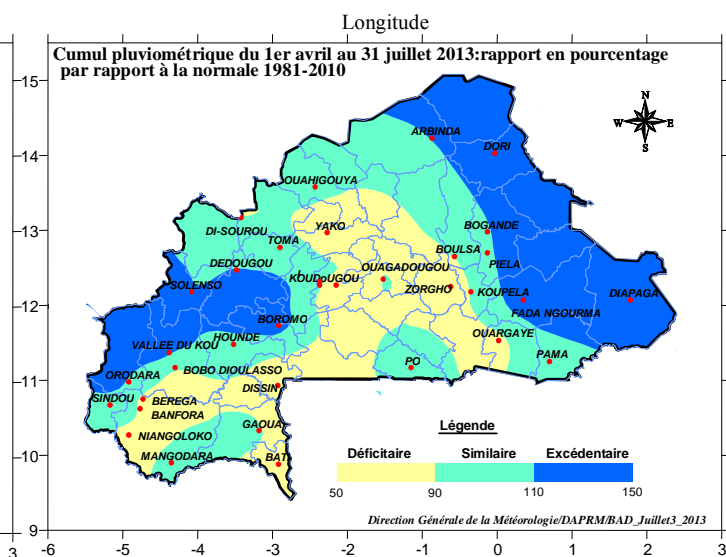 Longitude
Cumul pluviométrique du 1er avril au 31 juillet 2013:rapport en pourcentage
par rapport à la normale 1981-2010
N
W E
S
15
14
13
12
11
10
9
ARBINDA
DORI
OUAHIGOUYA
DI-SOUROU
YAKO
BOGANDE
TOMA
BOULSA
DEDOUGOU
OUAGADOUGOU
PIELA
SOLENSO
KOUDOUGOU
ZORGHO
KOUPELA
DIAPAGA
BOROMO
FADA NGOURMA
HOUNDE
OUARGAYE
VALLEE DU KOU
PAMA
BOBO DIOULASSO
PO
ORODARA
DISSIN
SINDOU
BEREGA
BANFORA
GAOUA
NIANGOLOKO
MANGODARA
BATI
Légende
Déficitaire Similaire Excédentaire
50 90 110 150
Direction Générale de la Météorologie/DAPRM/BAD_Juillet3_2013
3 -6 -5 -4 -3 -2 -1 0 1 2 3